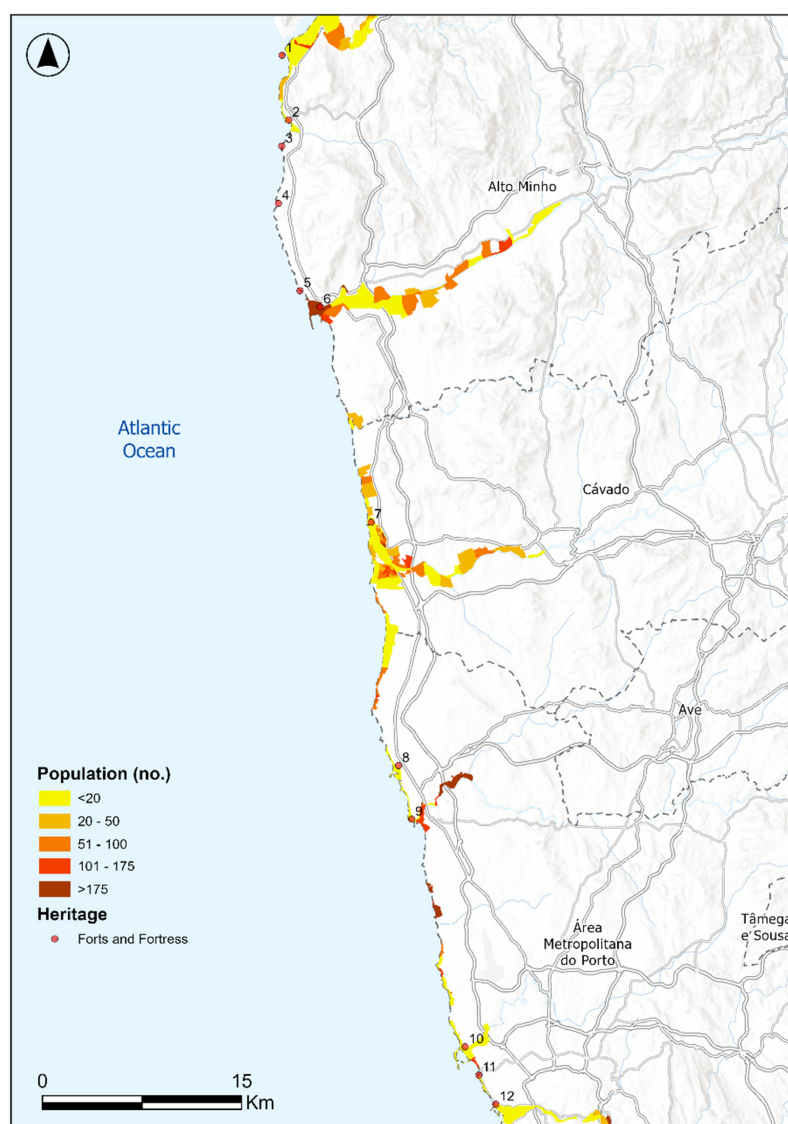 1
2
3
4
Alto Minho
5
6
Atlantic
Ocean
Cávado
7
Ave
8
9
Population (no.)
<20
20 - 50
51 - 100
101 - 175
>175
Heritage
Forts and Fortress
Área
Metropolitana
do Porto
Tâmega
e Sousa
10
11
12
0 15
Km